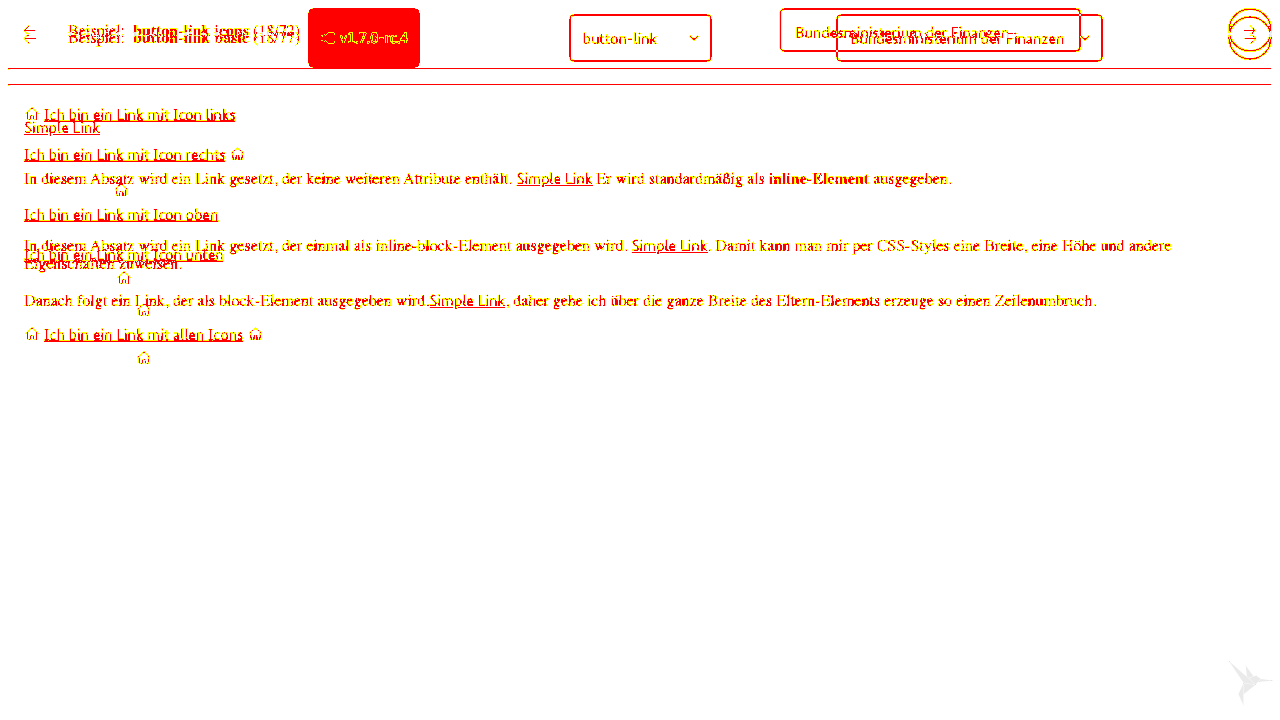 Beispiel: button-link Icons (18/72)
Beispiel: button-link basic (18/77)
v1.7.0-rc.4
button-link
Bundesministerium der Finanzen
Bundesministerium der Finanzen
Ich bin ein Link mit Icon links
Simple Link
Ich bin ein Link mit Icon rechts
In diesem Absatz wird ein Link gesetzt, der keine weiteren Attribute enthält. Simple Link Er wird standardmäßig als inline-Element ausgegeben.
Ich bin ein Link mit Icon oben
In diesem Absatz wird ein Link gesetzt, der einmal als inline-block-Element ausgegeben wird. Simple Link. Damit kann man mir per CSS-Styles eine Breite, eine Höhe und andere
Ich bin ein Link mit Icon unten
Eigenschaften zuweisen.
Danach folgt ein Link, der als block-Element ausgegeben wird.Simple Link, daher gehe ich über die ganze Breite des Eltern-Elements erzeuge so einen Zeilenumbruch.
Ich bin ein Link mit allen Icons